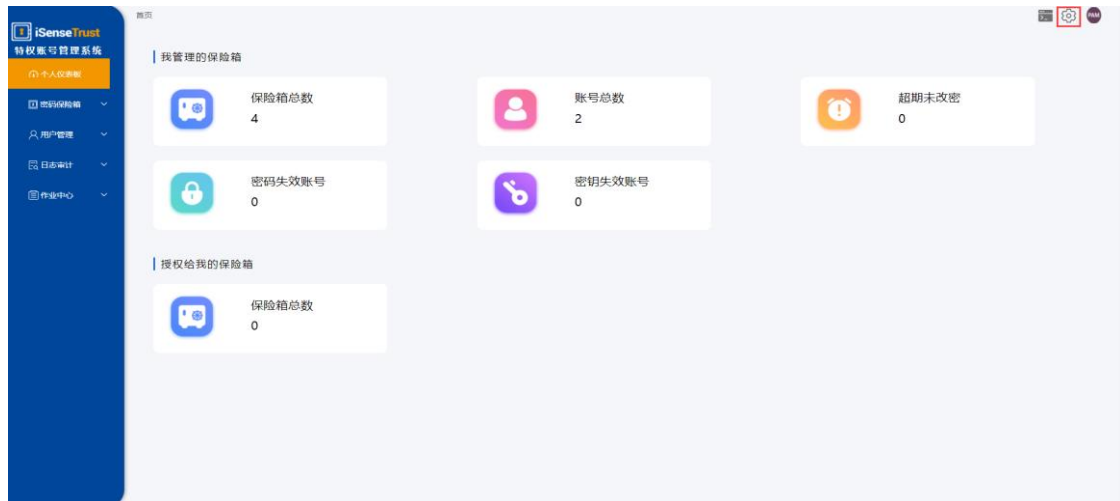 首页
PAM
iSenseTrust
特权账号管理系统
个人仪表板
密码保险箱
用户管理
日志审计
作业中心
我管理的保险箱
保险箱总数
4
账号总数
2
超期未改密
0
密码失效账号
0
密钥失效账号
0
授权给我的保险箱
保险箱总数
0